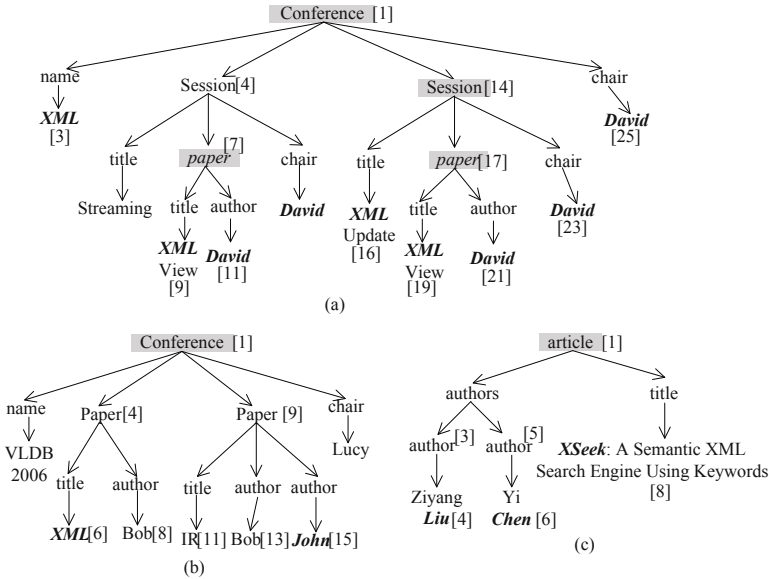 Conference [1]
name
Session[4]
Session[14]
chair
XML
[3]
David
[25]
title
paper
[7]
chair
title
paper[17]
chair
Streaming
title
author
David
XML
Update
[16]
title
author
David
[23]
XML
View
[9]
David
[11]
XML
View
[19]
David
[21]
(a)
Conference [1]
name
Paper[4]
Paper [9]
chair
VLDB
2006
Lucy
title
author
title
author
author
XML[6]
Bob[8]
IR[11]
Bob[13]
John[15]
(b)
article [1]
authors
title
author[3]
author[5]
XSeek: A Semantic XML
Search Engine Using Keywords
[8]
Ziyang
Liu[4]
Yi
Chen [6]
(c)